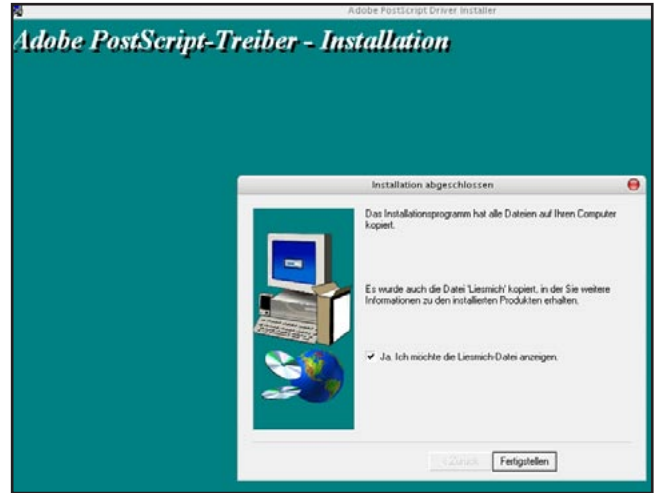 Adobe PostScript Driver Installer
Adobe PostScript-Treiber - Installation
Installation abgeschlossen
Das Installationsprogramm hat alle Dateien auf Ihren Computer
kopiert.
Es wurde auch die Datei 'Liesmich' kopiert, in der Sie weitere
Informationen zu den installierten Produkten erhalten.
Ja. Ich möchte die Liesmich-Datei anzeigen.
< Zurück
Fertigstellen